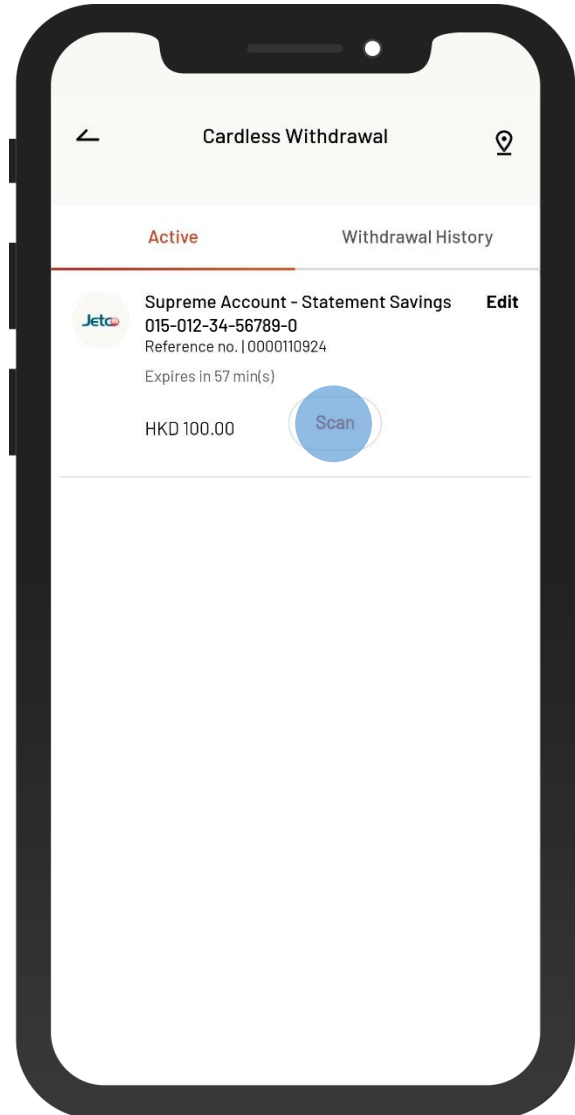 Cardless Withdrawal
Active
Withdrawal History
Jetco
Supreme Account - Statement Savings
Edit
015-012-34-56789-0
Reference no. | 0000110924
Expires in 57 min(s)
HKD 100.00
Scan